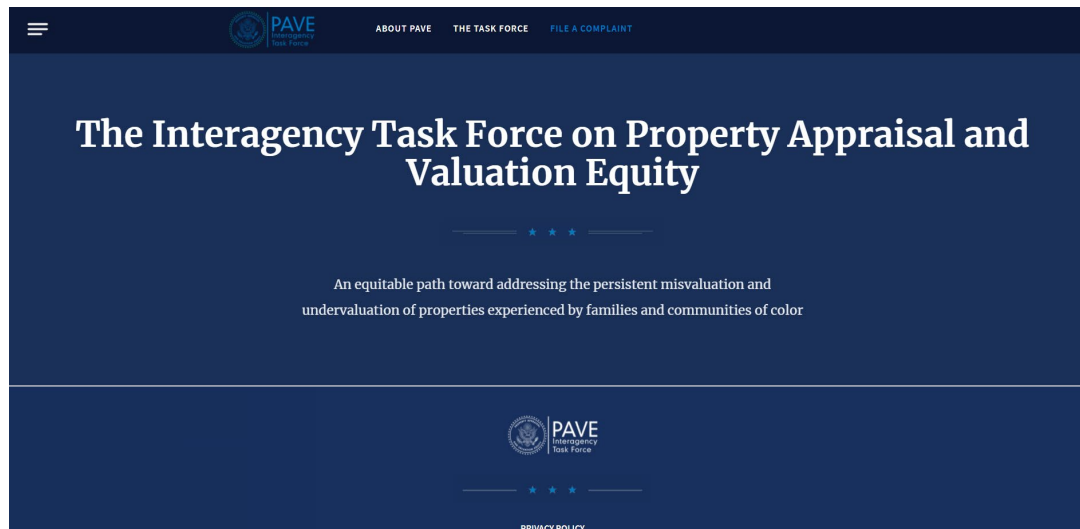 PAVE
Interagency
Task Force
ABOUT PAVE THE TASK FORCE FILE A COMPLAINT
The Interagency Task Force on Property Appraisal and
Valuation Equity
An equitable path toward addressing the persistent misvaluation and
undervaluation of properties experienced by families and communities of color
PAVE
Interagency
Task Force
PRIVACY POLICY